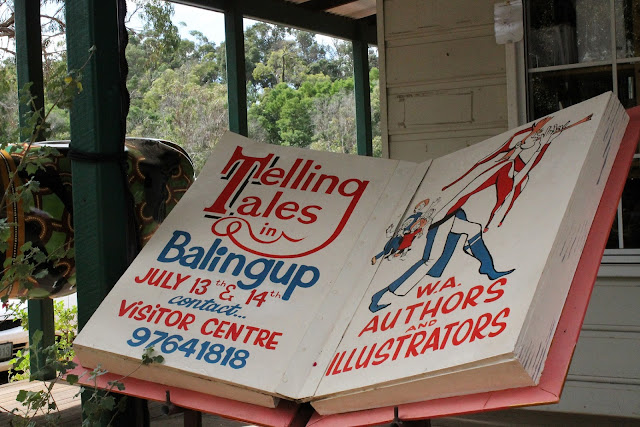 Telling
Tales
in
Balingup
JULY 13th & 14th
contact...
VISITOR CENTRE
97641818
W.A.
AUTHORS
AND
ILLUSTRATORS